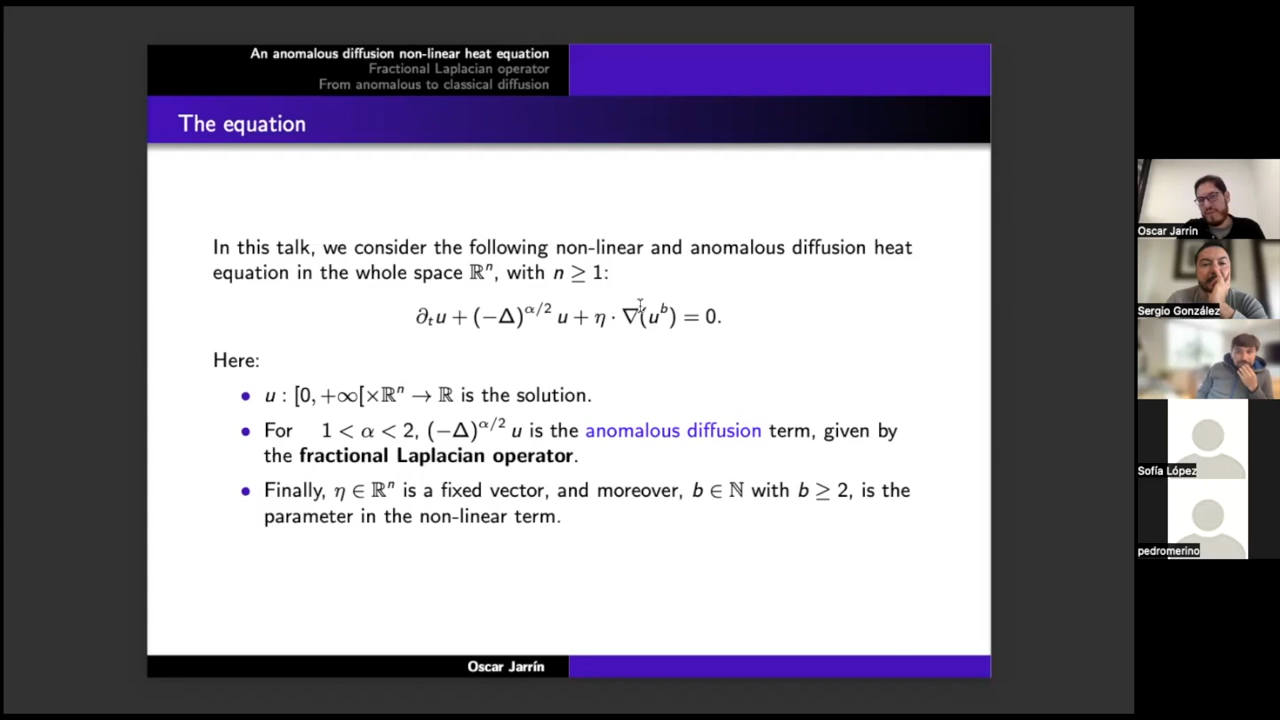 An anomalous diffusion non-linear heat equation
Fractional Laplacian operator
From anomalous to classical diffusion
The equation
In this talk, we consider the following non-linear and anomalous diffusion heat
equation in the whole space ℝⁿ, with n ≥ 1:
∂ₜu + (−Δ)^{α/2} u + η · ∇(u^b) = 0.
Here:
• u : [0, +∞[×ℝⁿ → ℝ is the solution.
• For 1 < α < 2, (−Δ)^{α/2} u is the anomalous diffusion term, given by
the fractional Laplacian operator.
• Finally, η ∈ ℝⁿ is a fixed vector, and moreover, b ∈ ℕ with b ≥ 2, is the
parameter in the non-linear term.
Oscar Jarrín
Oscar Jarrin
Sergio González
Sofía López
pedromerino